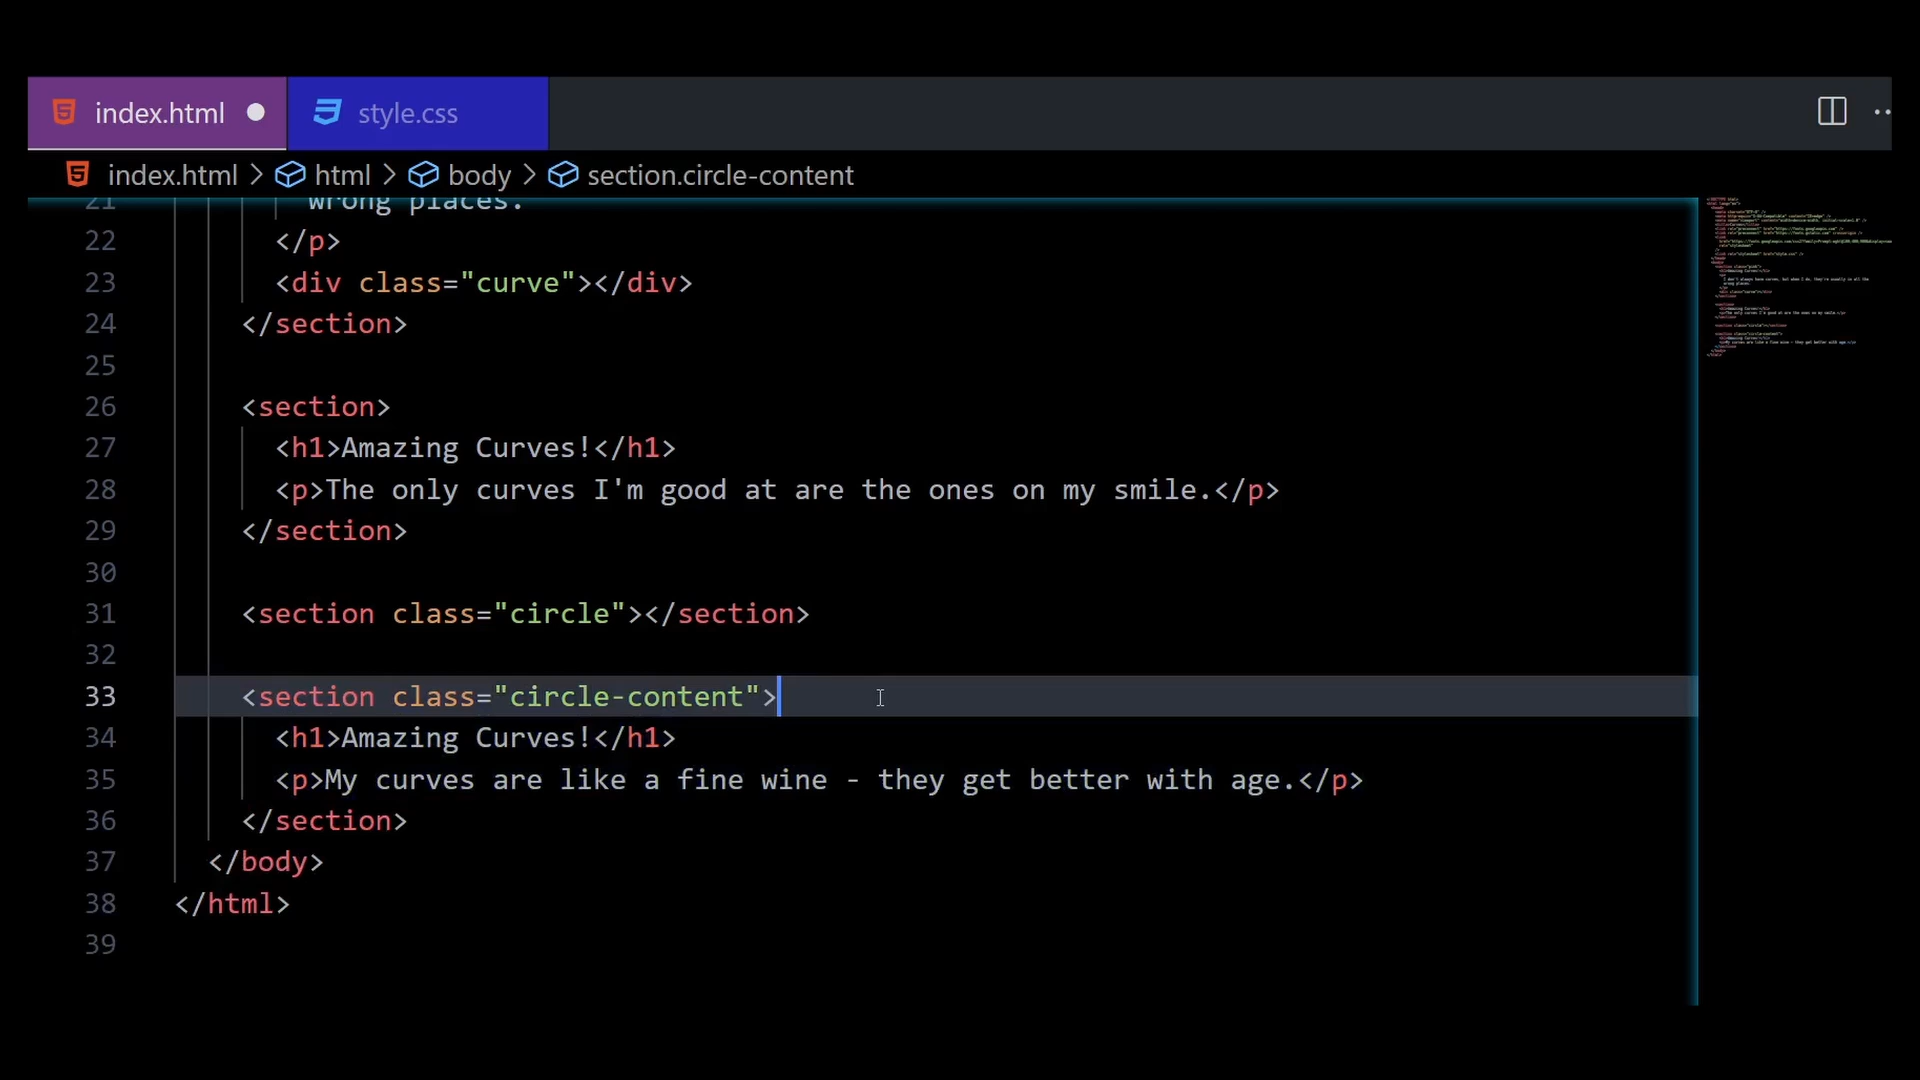 index.html
style.css
index.html > html > body > section.circle-content
21 wrong places.
22 </p>
23 <div class="curve"></div>
24 </section>
25
26 <section>
27 <h1>Amazing Curves!</h1>
28 <p>The only curves I'm good at are the ones on my smile.</p>
29 </section>
30
31 <section class="circle"></section>
32
33 <section class="circle-content">
34 <h1>Amazing Curves!</h1>
35 <p>My curves are like a fine wine - they get better with age.</p>
36 </section>
37 </body>
38 </html>
39